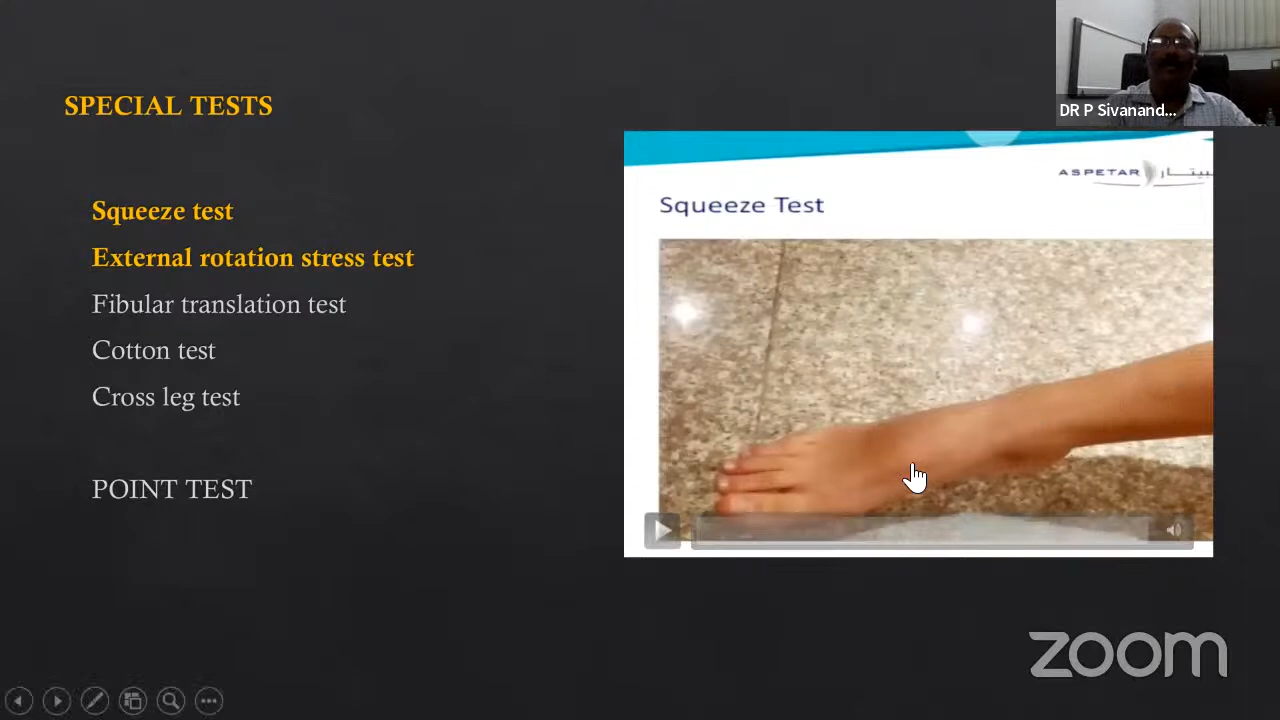 SPECIAL TESTS
DR P Sivanand...
ASPETAR
Squeeze Test
Squeeze test
External rotation stress test
Fibular translation test
Cotton test
Cross leg test
POINT TEST
zoom